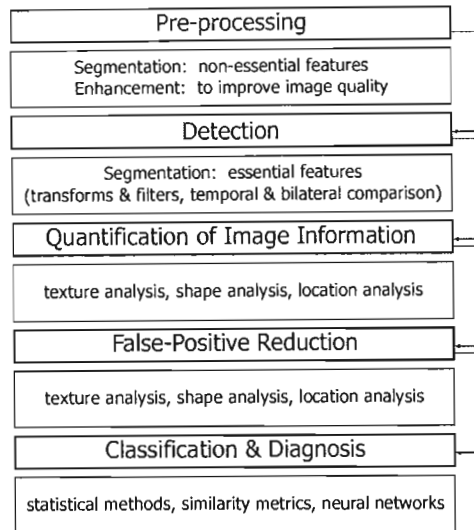 Pre-processing
Segmentation: non-essential features
Enhancement: to improve image quality
Detection
Segmentation: essential features
(transforms & filters, temporal & bilateral comparison)
Quantification of Image Information
texture analysis, shape analysis, location analysis
False-Positive Reduction
texture analysis, shape analysis, location analysis
Classification & Diagnosis
statistical methods, similarity metrics, neural networks